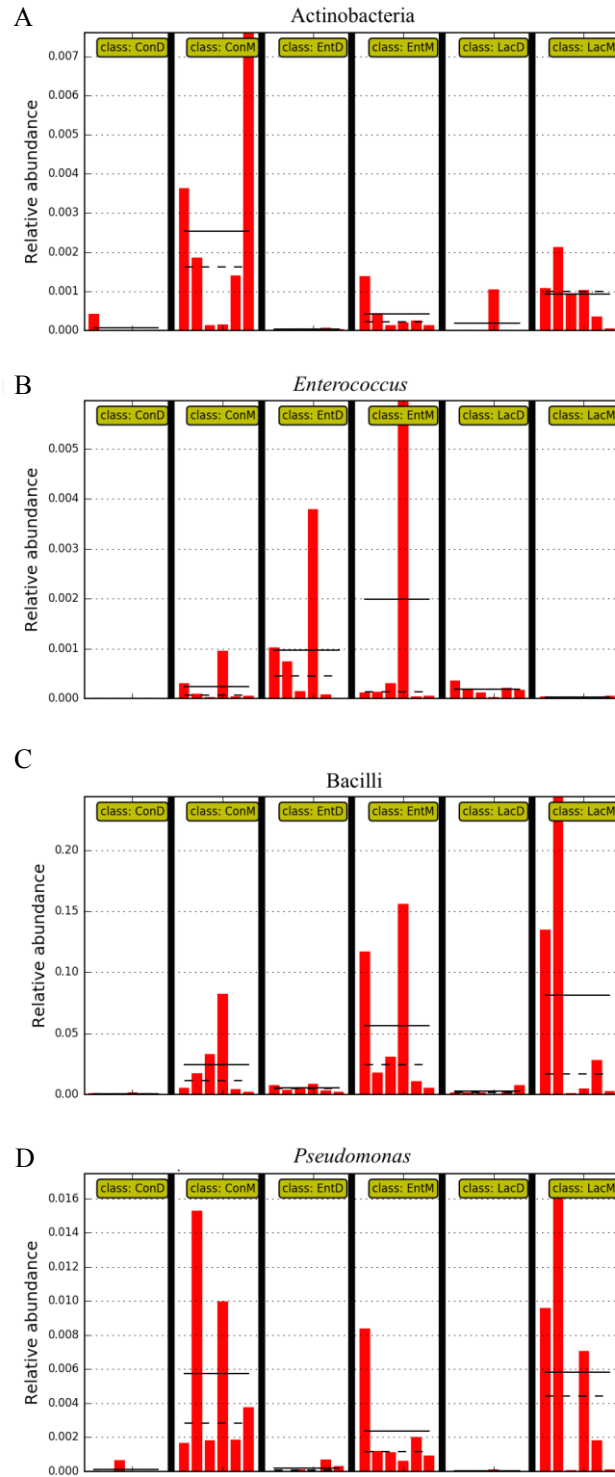 A
Actinobacteria
class: ConD class: ConM class: EntD class: EntM class: LacD class: LacM
0.007
0.006
0.005
0.004
0.003
0.002
0.001
0.000
Relative abundance
B
Enterococcus
class: ConD class: ConM class: EntD class: EntM class: LacD class: LacM
0.005
0.004
0.003
0.002
0.001
0.000
Relative abundance
C
Bacilli
class: ConD class: ConM class: EntD class: EntM class: LacD class: LacM
0.20
0.15
0.10
0.05
0.00
Relative abundance
D
Pseudomonas
class: ConD class: ConM class: EntD class: EntM class: LacD class: LacM
0.016
0.014
0.012
0.010
0.008
0.006
0.004
0.002
0.000
Relative abundance